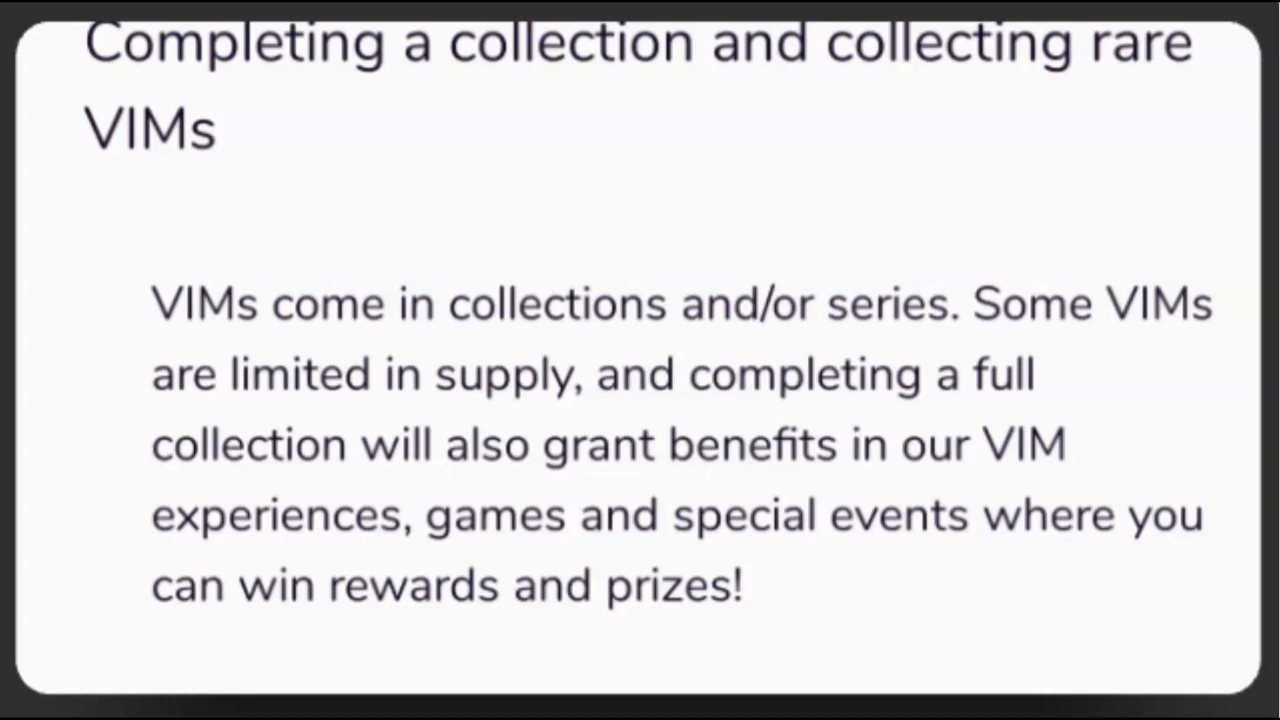 Completing a collection and collecting rare
VIMs
VIMs come in collections and/or series. Some VIMs
are limited in supply, and completing a full
collection will also grant benefits in our VIM
experiences, games and special events where you
can win rewards and prizes!